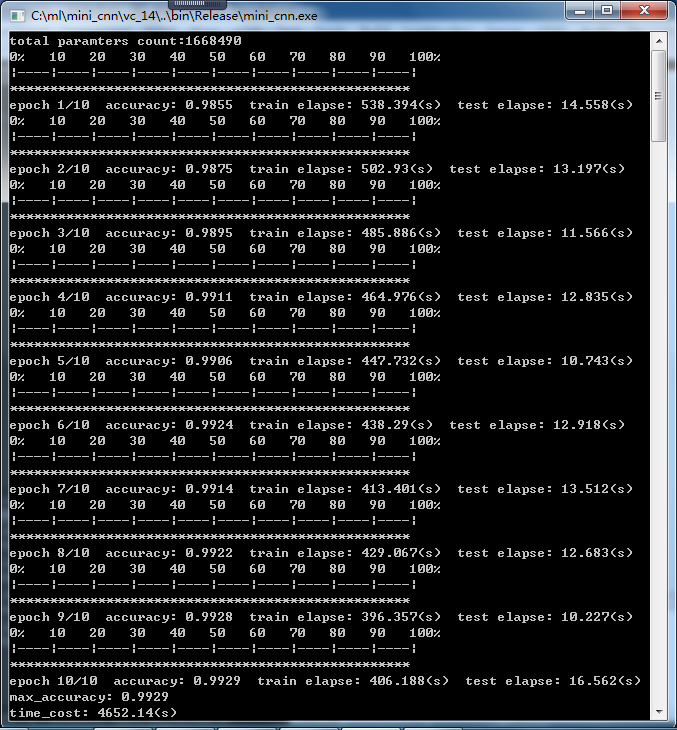 C:\ml\mini_cnn\vc_14\..\bin\Release\mini_cnn.exe
total paramters count:1668490
0%   10   20   30   40   50   60   70   80   90   100%
|----|----|----|----|----|----|----|----|----|----|
**************************************************
epoch 1/10  accuracy: 0.9855  train elapse: 538.394(s)  test elapse: 14.558(s)
0%   10   20   30   40   50   60   70   80   90   100%
|----|----|----|----|----|----|----|----|----|----|
**************************************************
epoch 2/10  accuracy: 0.9875  train elapse: 502.93(s)  test elapse: 13.197(s)
0%   10   20   30   40   50   60   70   80   90   100%
|----|----|----|----|----|----|----|----|----|----|
**************************************************
epoch 3/10  accuracy: 0.9895  train elapse: 485.886(s)  test elapse: 11.566(s)
0%   10   20   30   40   50   60   70   80   90   100%
|----|----|----|----|----|----|----|----|----|----|
**************************************************
epoch 4/10  accuracy: 0.9911  train elapse: 464.976(s)  test elapse: 12.835(s)
0%   10   20   30   40   50   60   70   80   90   100%
|----|----|----|----|----|----|----|----|----|----|
**************************************************
epoch 5/10  accuracy: 0.9906  train elapse: 447.732(s)  test elapse: 10.743(s)
0%   10   20   30   40   50   60   70   80   90   100%
|----|----|----|----|----|----|----|----|----|----|
**************************************************
epoch 6/10  accuracy: 0.9924  train elapse: 438.29(s)  test elapse: 12.918(s)
0%   10   20   30   40   50   60   70   80   90   100%
|----|----|----|----|----|----|----|----|----|----|
**************************************************
epoch 7/10  accuracy: 0.9914  train elapse: 413.401(s)  test elapse: 13.512(s)
0%   10   20   30   40   50   60   70   80   90   100%
|----|----|----|----|----|----|----|----|----|----|
**************************************************
epoch 8/10  accuracy: 0.9922  train elapse: 429.067(s)  test elapse: 12.683(s)
0%   10   20   30   40   50   60   70   80   90   100%
|----|----|----|----|----|----|----|----|----|----|
**************************************************
epoch 9/10  accuracy: 0.9928  train elapse: 396.357(s)  test elapse: 10.227(s)
0%   10   20   30   40   50   60   70   80   90   100%
|----|----|----|----|----|----|----|----|----|----|
**************************************************
epoch 10/10  accuracy: 0.9929  train elapse: 406.188(s)  test elapse: 16.562(s)
max_accuracy: 0.9929
time_cost: 4652.14(s)